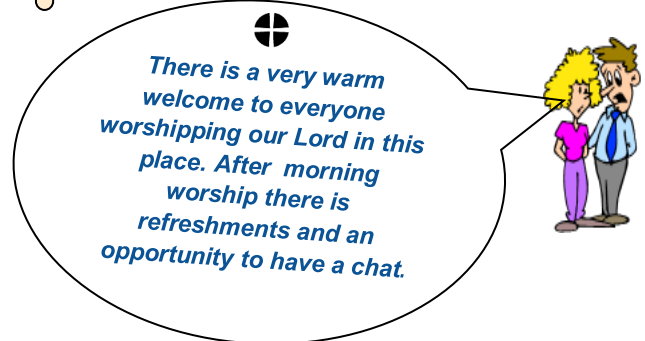 There is a very warm
welcome to everyone
worshipping our Lord in this
place. After  morning
worship there is
refreshments and an
opportunity to have a chat.